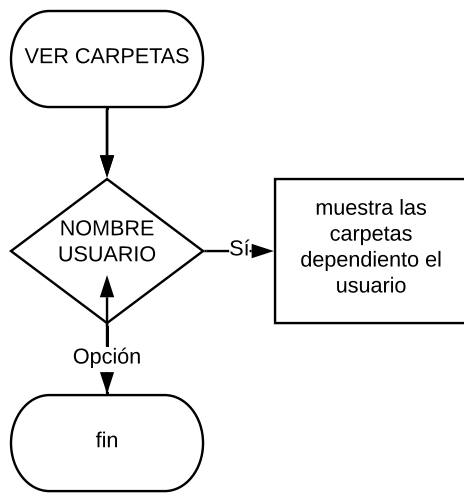 VER CARPETAS
NOMBRE
USUARIO
Sí
muestra las
carpetas
dependiento el
usuario
Opción
fin